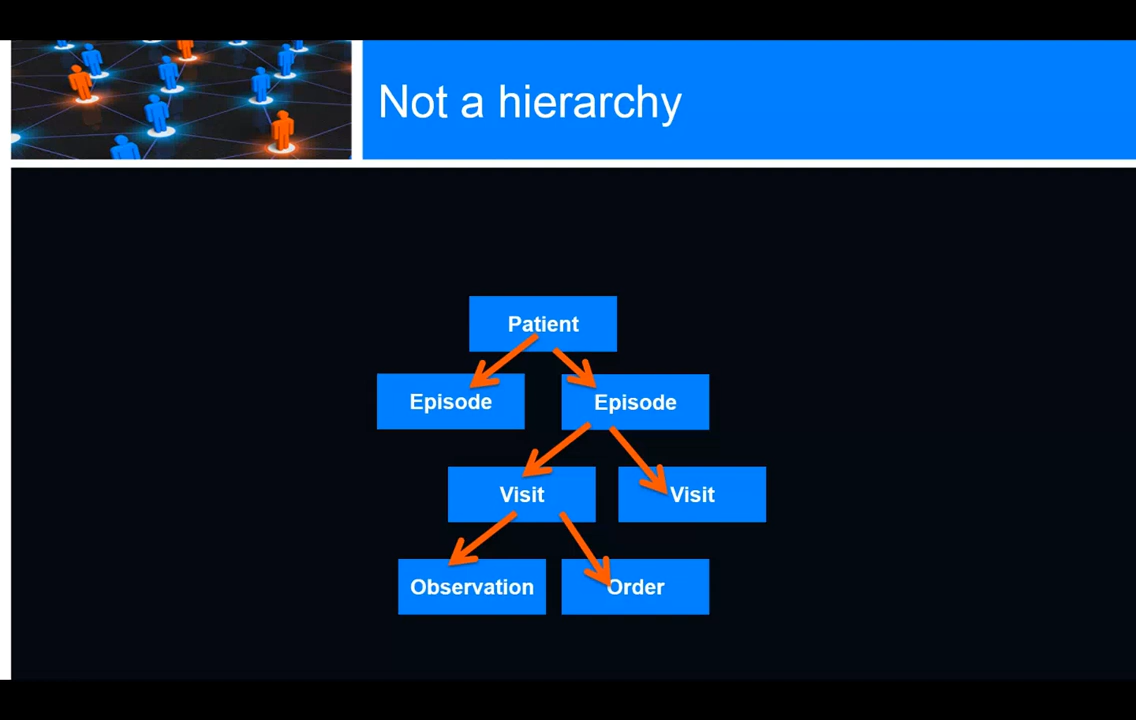 Not a hierarchy
Patient
Episode
Episode
Visit
Visit
Observation
Order